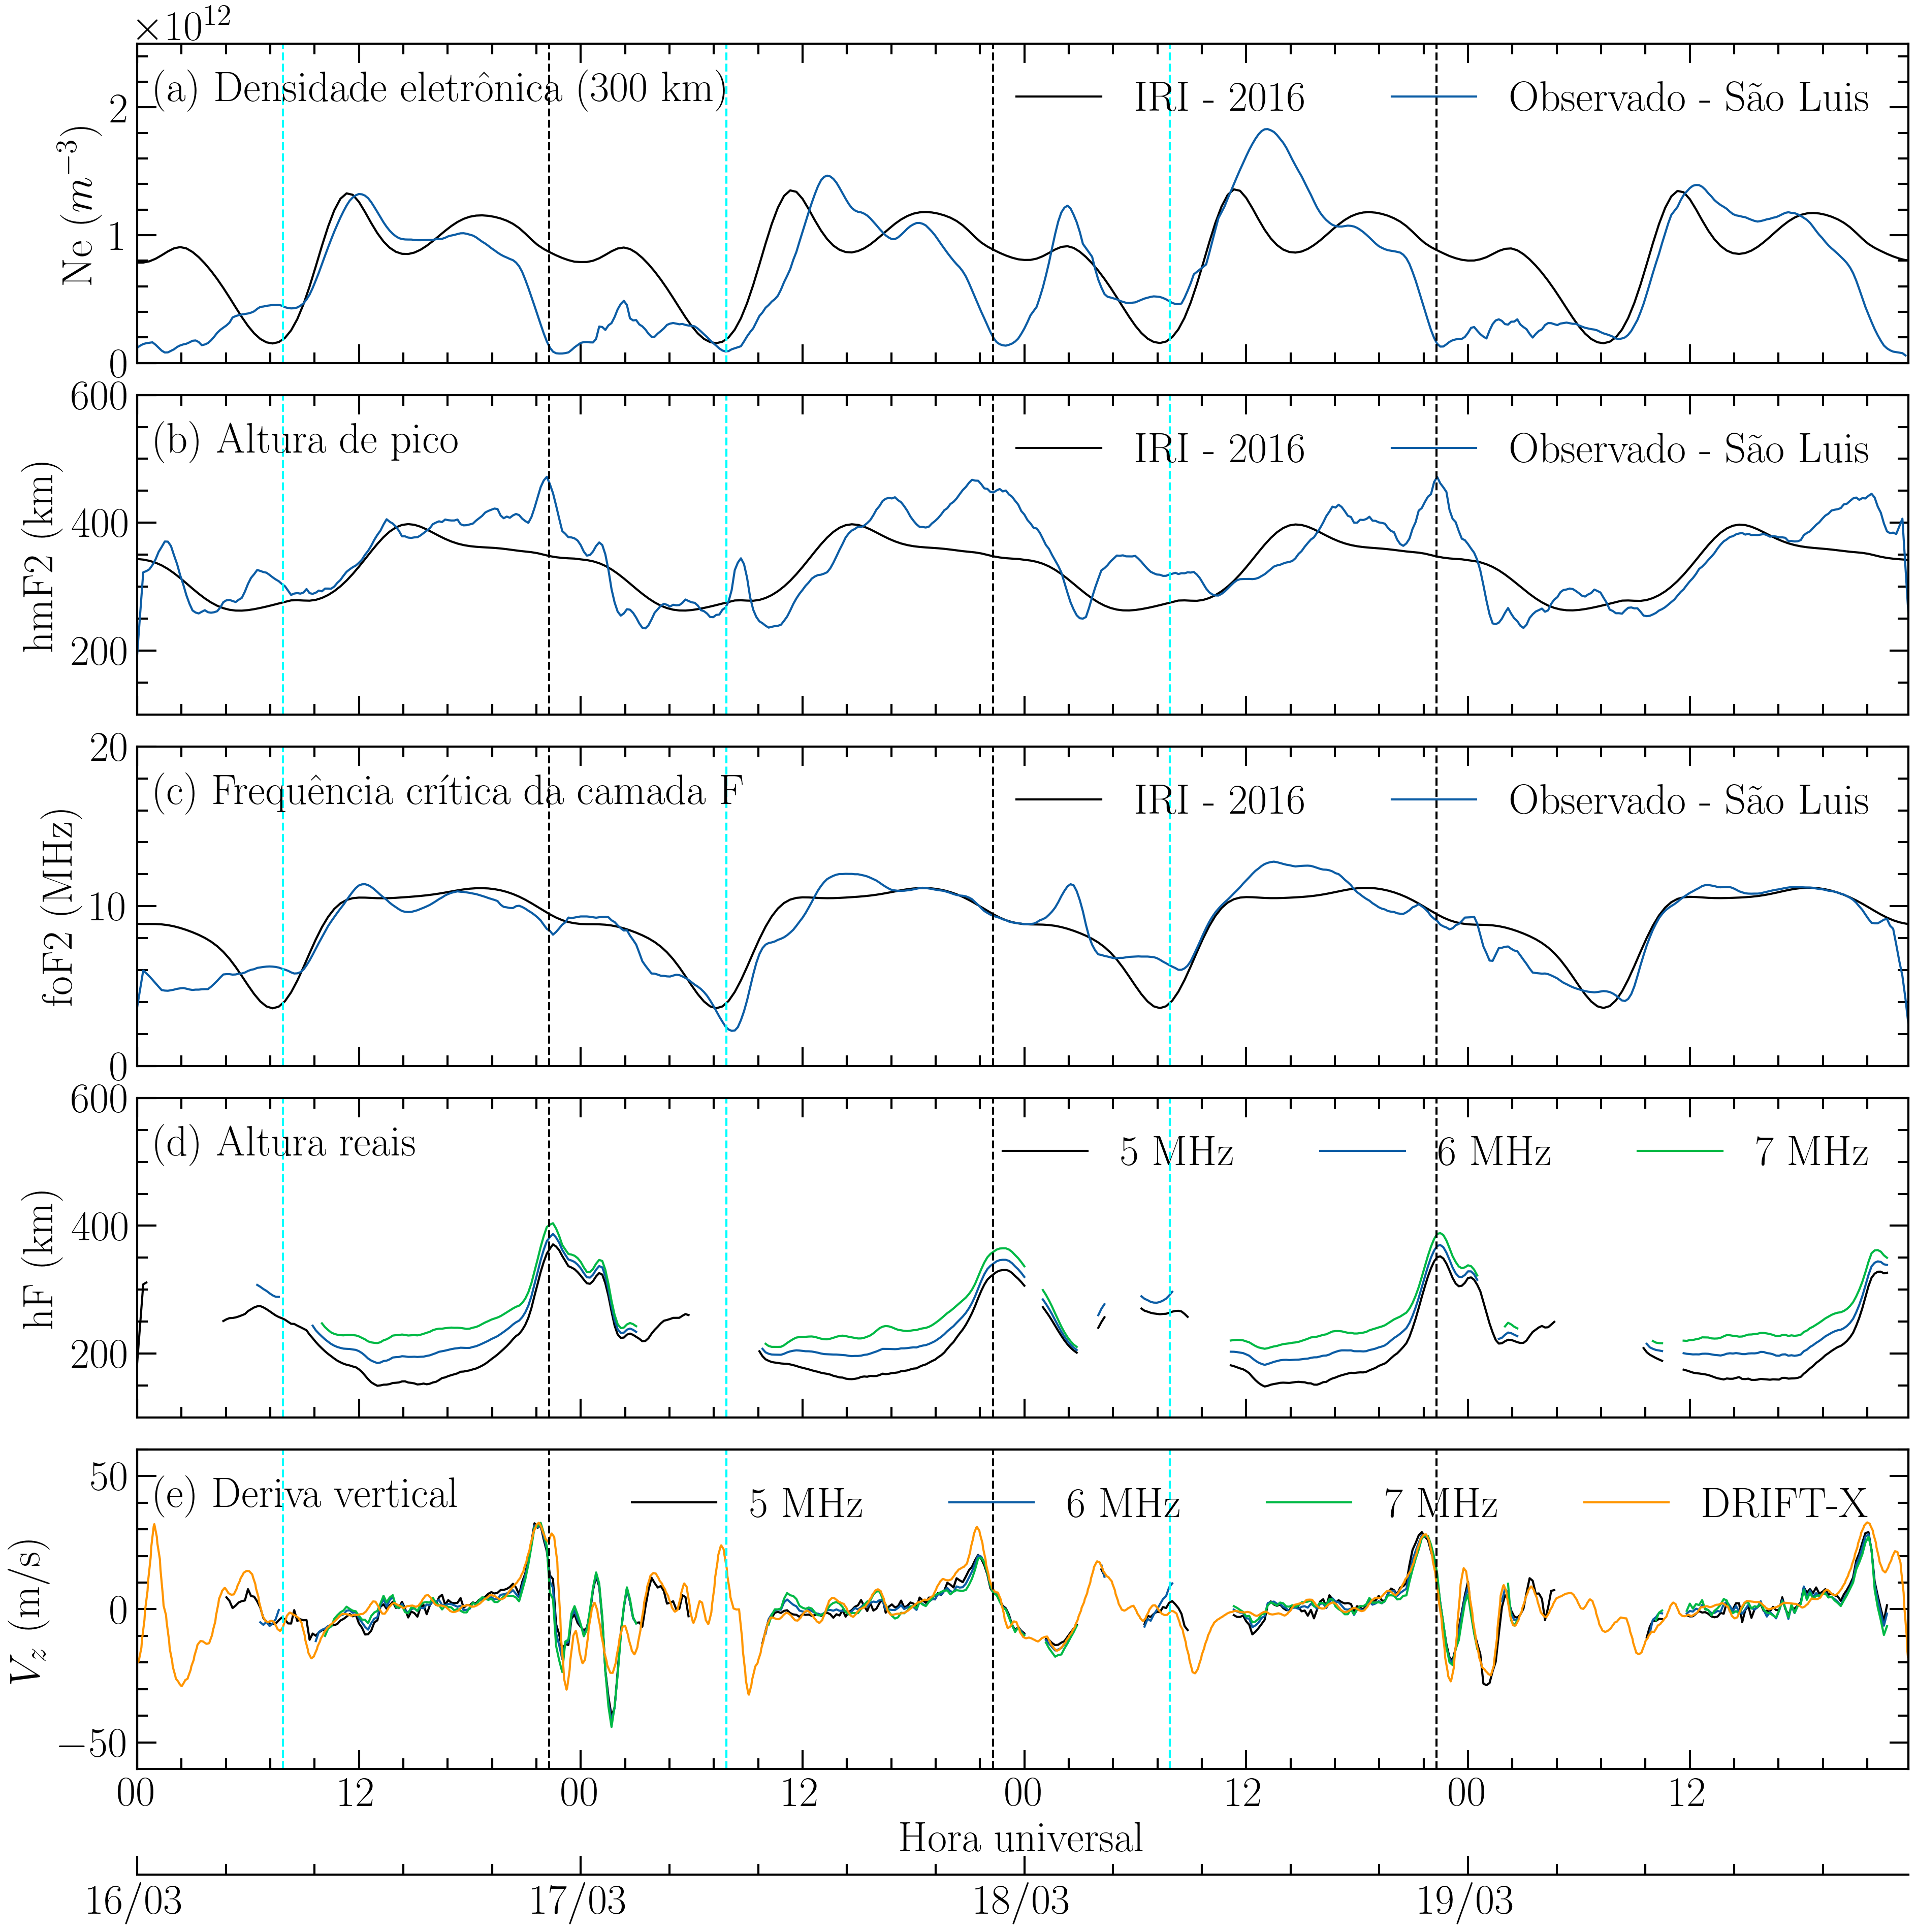 ×10¹²
(a) Densidade eletrônica (300 km)
IRI - 2016
Observado - São Luis
Ne (m⁻³)
2
1
0
(b) Altura de pico
IRI - 2016
Observado - São Luis
hmF2 (km)
600
400
200
(c) Frequência crítica da camada F
IRI - 2016
Observado - São Luis
foF2 (MHz)
20
10
0
(d) Altura reais
5 MHz
6 MHz
7 MHz
hF (km)
600
400
200
(e) Deriva vertical
5 MHz
6 MHz
7 MHz
DRIFT-X
V_z (m/s)
50
0
−50
00 12 00 12 00 12 00 12
Hora universal
16/03 17/03 18/03 19/03